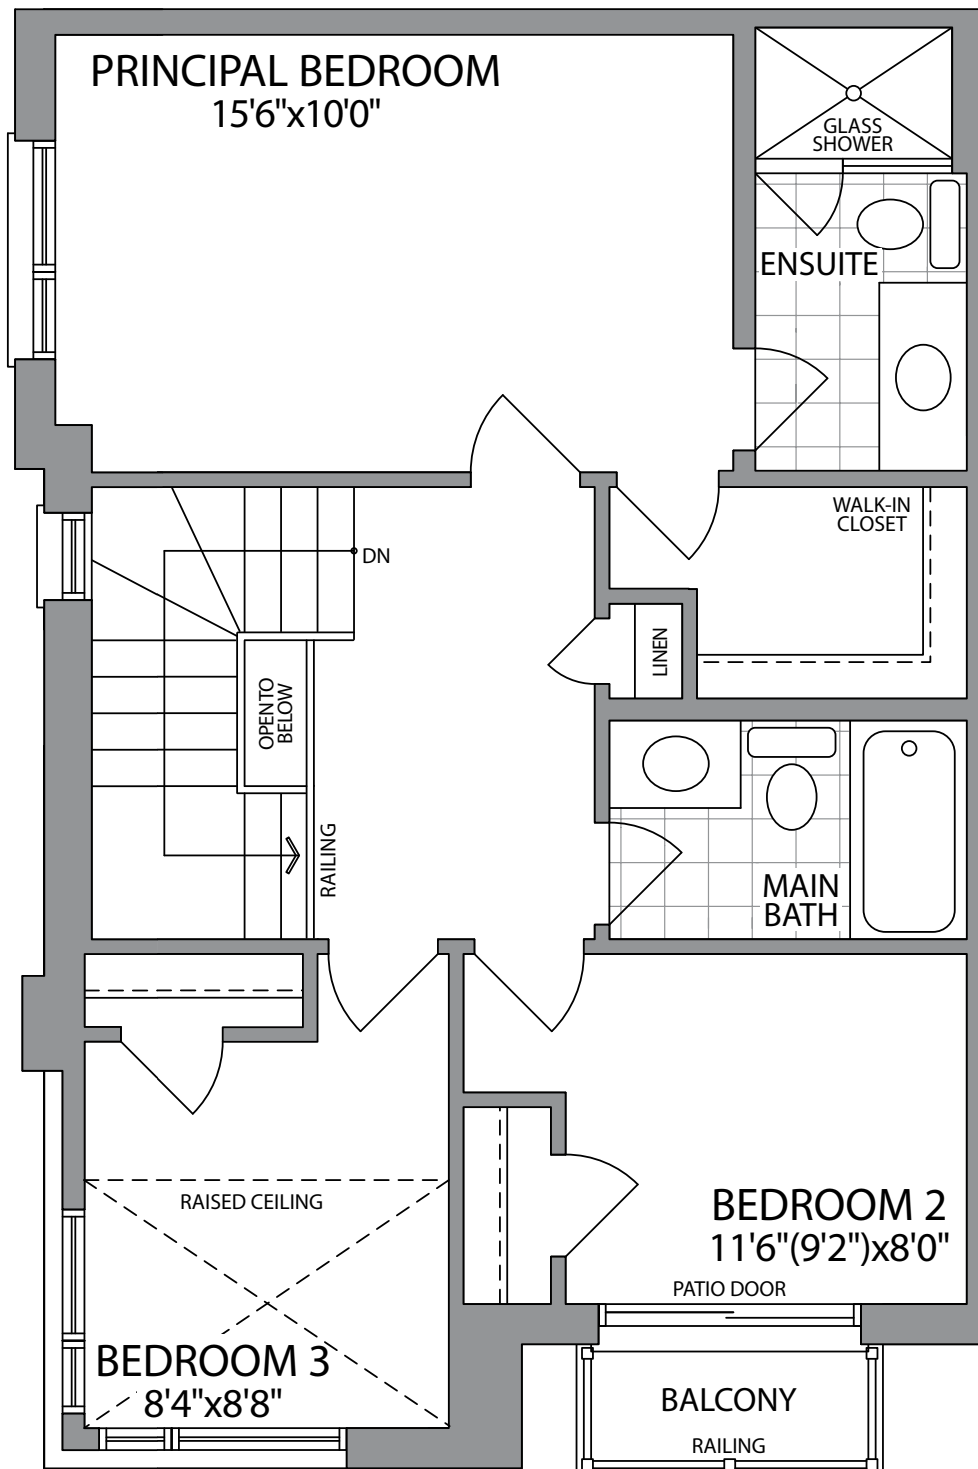 PRINCIPAL BEDROOM
15'6"x10'0"
GLASS
SHOWER
ENSUITE
WALK-IN
CLOSET
DN
LINEN
OPEN TO
BELOW
RAILING
MAIN
BATH
RAISED CEILING
BEDROOM 2
11'6"(9'2")x8'0"
PATIO DOOR
BEDROOM 3
8'4"x8'8"
BALCONY
RAILING